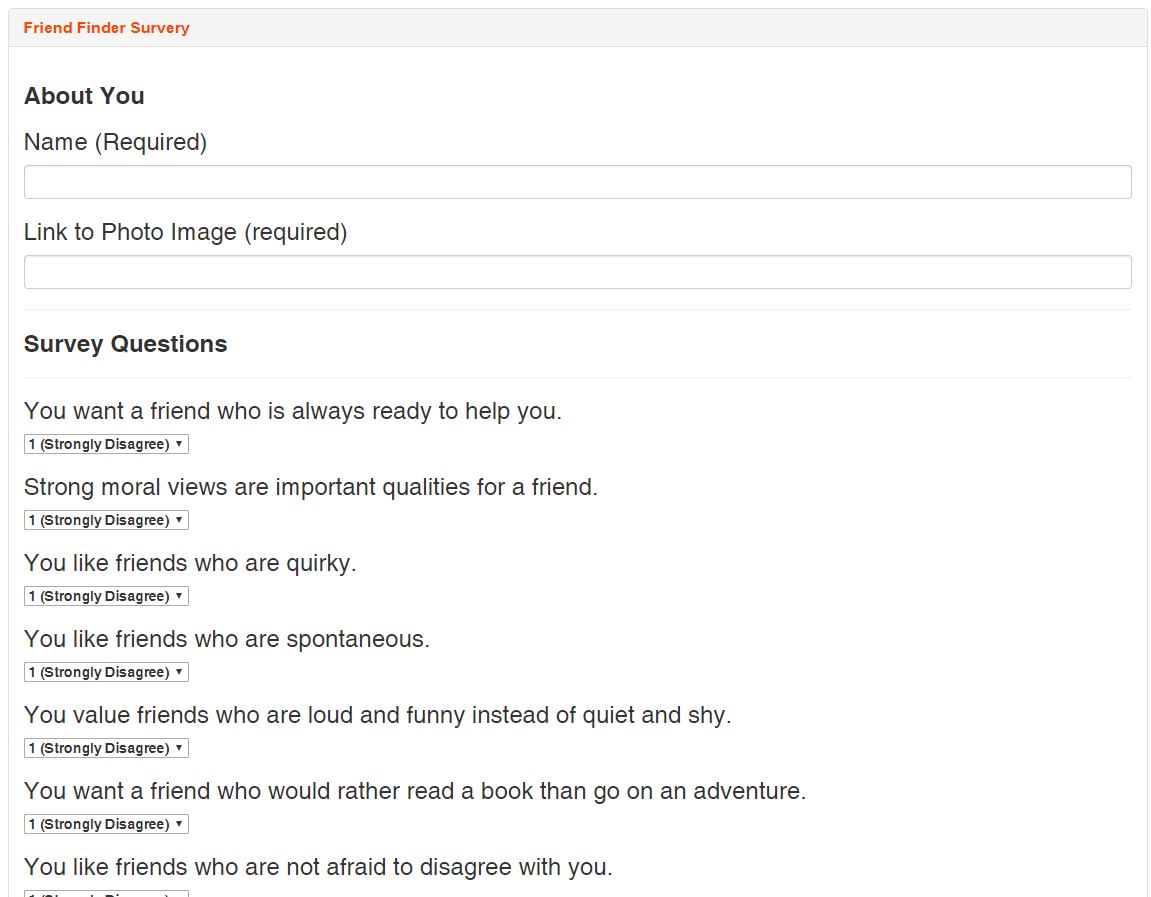 Friend Finder Survery
About You
Name (Required)
Link to Photo Image (required)
Survey Questions
You want a friend who is always ready to help you.
1 (Strongly Disagree)
Strong moral views are important qualities for a friend.
1 (Strongly Disagree)
You like friends who are quirky.
1 (Strongly Disagree)
You like friends who are spontaneous.
1 (Strongly Disagree)
You value friends who are loud and funny instead of quiet and shy.
1 (Strongly Disagree)
You want a friend who would rather read a book than go on an adventure.
1 (Strongly Disagree)
You like friends who are not afraid to disagree with you.